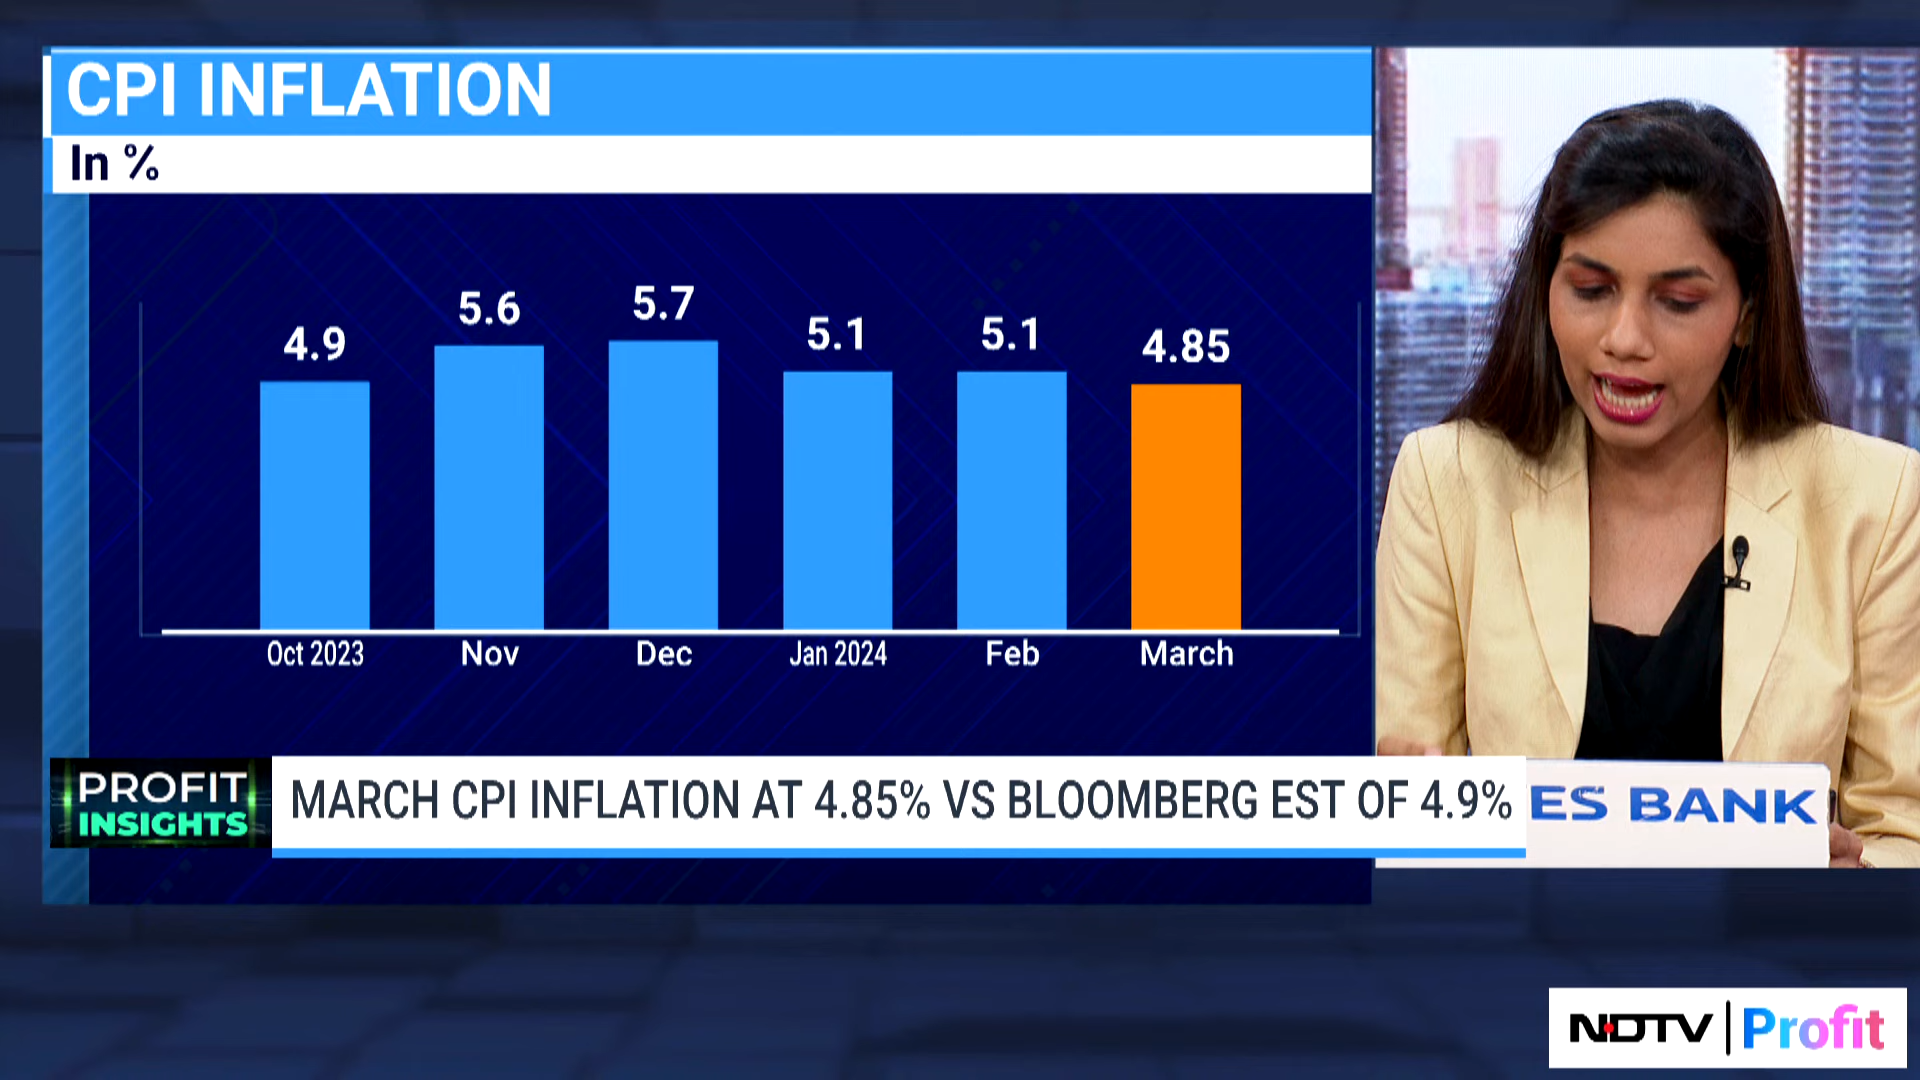 CPI INFLATION
In %
4.9
5.6
5.7
5.1
5.1
4.85
Oct 2023
Nov
Dec
Jan 2024
Feb
March
PROFIT
INSIGHTS
MARCH CPI INFLATION AT 4.85% VS BLOOMBERG EST OF 4.9%
ES BANK
NDTV | Profit